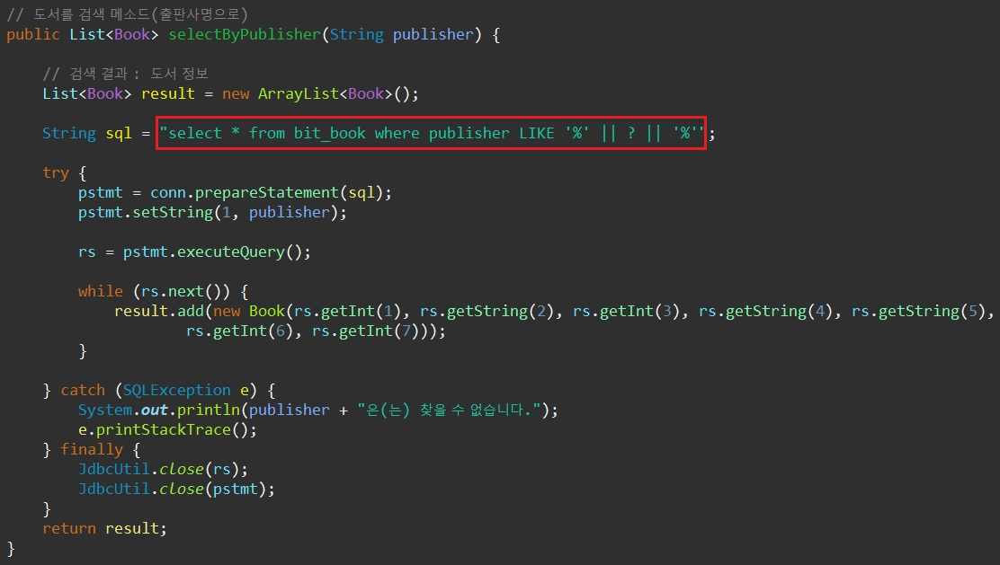 // 도서를 검색 메소드(출판사명으로)
public List<Book> selectByPublisher(String publisher) {
// 검색 결과 : 도서 정보
List<Book> result = new ArrayList<Book>();
String sql = "select * from bit_book where publisher LIKE '%' || ? || '%'";
try {
pstmt = conn.prepareStatement(sql);
pstmt.setString(1, publisher);
rs = pstmt.executeQuery();
while (rs.next()) {
result.add(new Book(rs.getInt(1), rs.getString(2), rs.getInt(3), rs.getString(4), rs.getString(5),
rs.getInt(6), rs.getInt(7)));
}
} catch (SQLException e) {
System.out.println(publisher + "은(는) 찾을 수 없습니다.");
e.printStackTrace();
} finally {
JdbcUtil.close(rs);
JdbcUtil.close(pstmt);
}
return result;
}